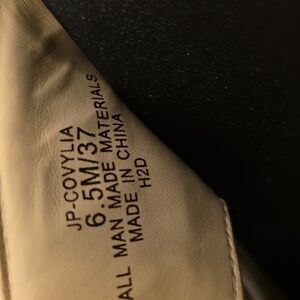 JP-COVYLIA
6.5M/37
ALL MAN MADE MATERIALS
MADE IN CHINA
H2D